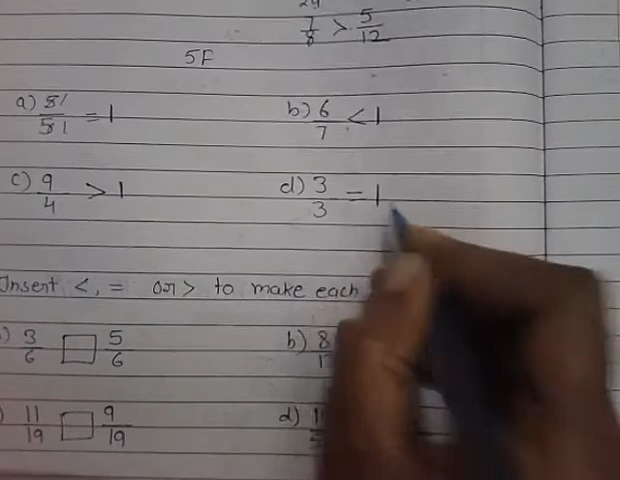 24
7/8 > 5/12
5F
a) 51/51 = 1 b) 6/7 < 1
c) 9/4 > 1 d) 3/3 = 1
Insert <, = or > to make each
3/6 □ 5/6 b) 8
11/19 □ 9/19 d)